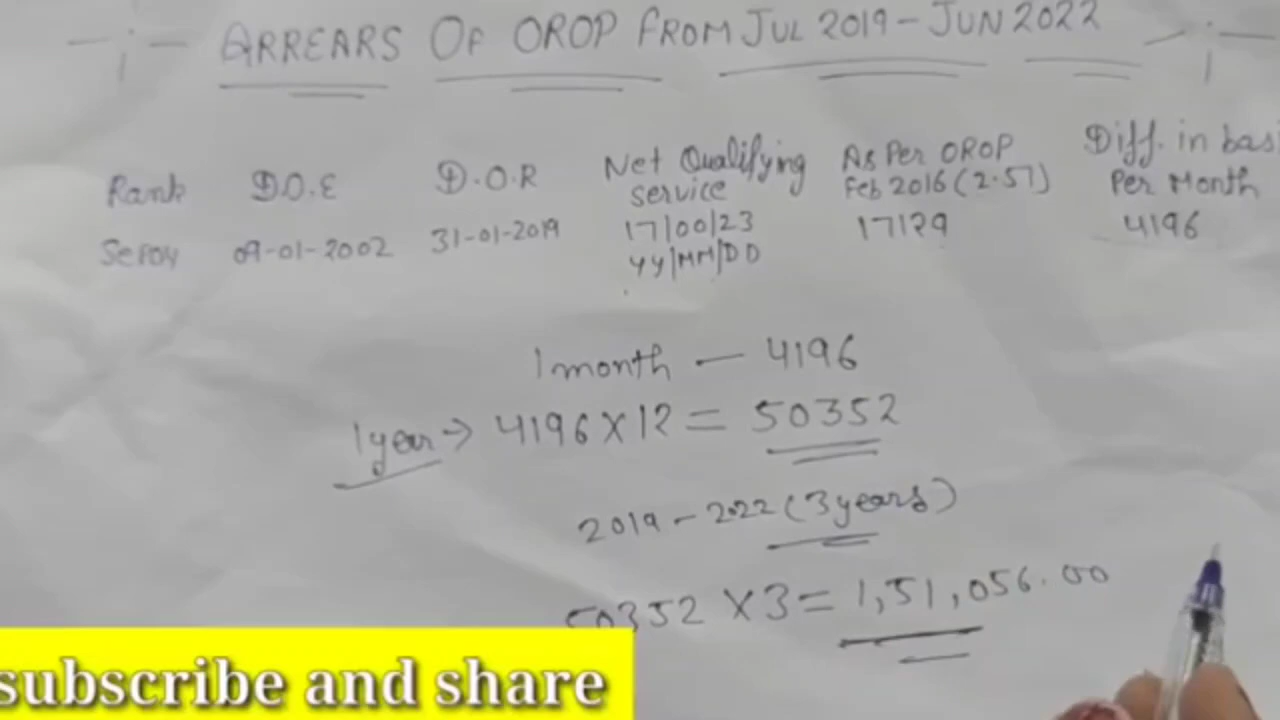 ARREARS OF OROP FROM JUL 2019 - JUN 2022
Rank D.O.E D.O.R Net Qualifying service As Per OROP Feb 2016 (2.57) Diff. in bas Per Month
Sepoy 09-01-2002 31-01-2019 17/00/23 17129 4196
YY/MM/DD
1 month — 4196
1 year → 4196 X 12 = 50352
2019 - 2022 (3 years)
50352 X 3 = 1,51,056.00
subscribe and share